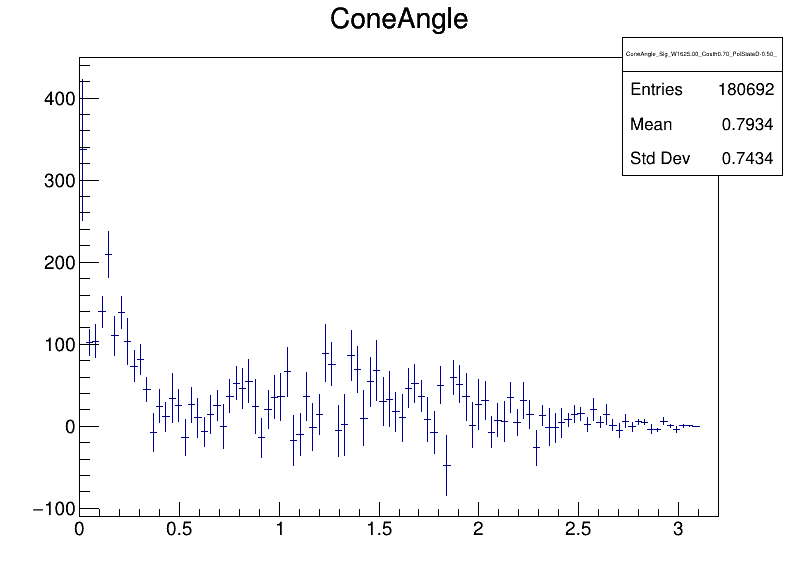 ConeAngle
ConeAngle_Sig_W1625.00_Costh0.70_PolStateD-0.50_
Entries 180692
Mean 0.7934
Std Dev 0.7434
400
300
200
100
0
−100
0 0.5 1 1.5 2 2.5 3